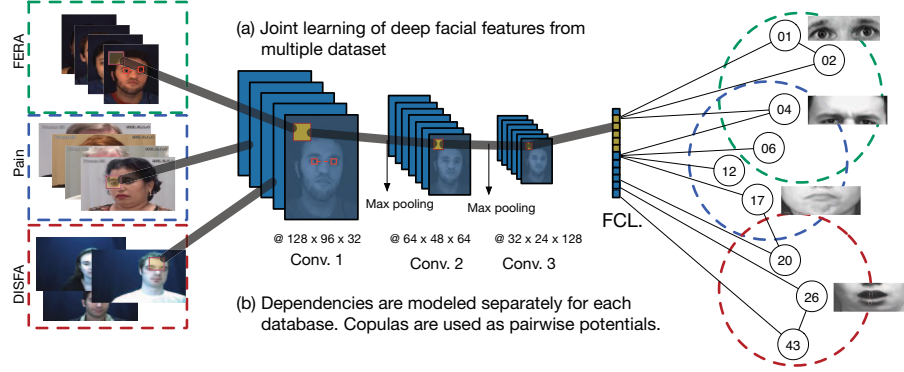 FERA
Pain
DISFA
(a) Joint learning of deep facial features from
multiple dataset
Max pooling
Max pooling
@ 128 x 96 x 32
@ 64 x 48 x 64
@ 32 x 24 x 128
Conv. 1
Conv. 2
Conv. 3
(b) Dependencies are modeled separately for each
database. Copulas are used as pairwise potentials.
FCL.
01
02
04
06
12
17
20
26
43